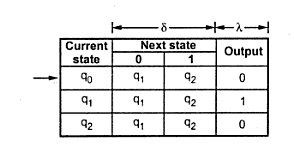 δ λ
Current state Next state Output
0 1
q0 q1 q2 0
q1 q1 q2 1
q2 q1 q2 0